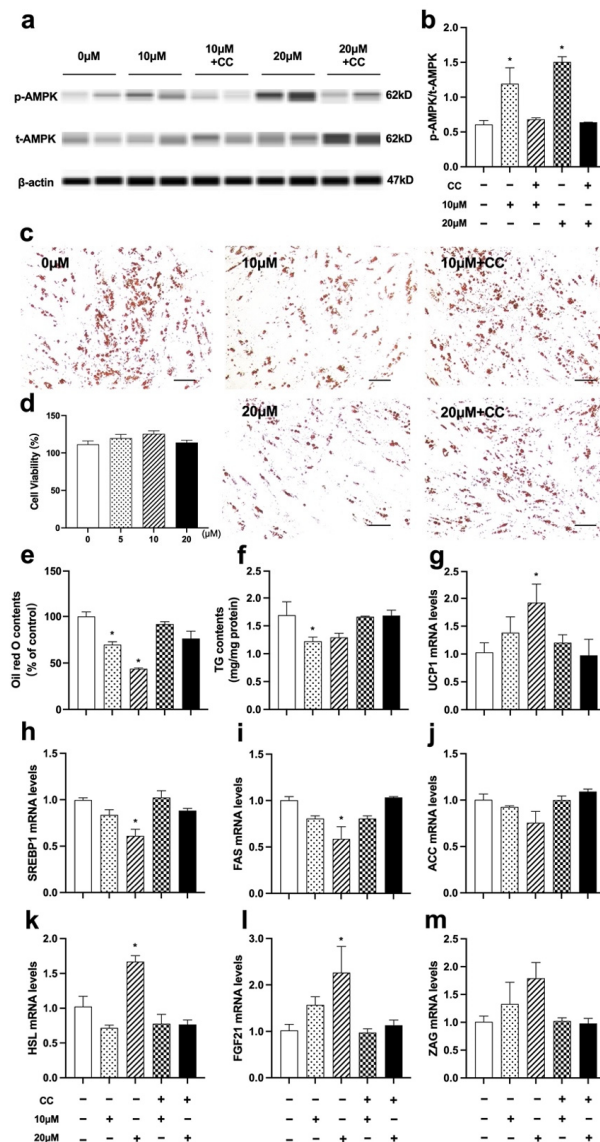 a
0μM 10μM 10μM +CC 20μM 20μM +CC
p-AMPK 62kD
t-AMPK 62kD
β-actin 47kD
b
p-AMPK/t-AMPK
2.0
1.5
1.0
0.5
0.0
* *
CC − − + − +
10μM − + + − −
20μM − − − + +
c
0μM 10μM 10μM+CC
20μM 20μM+CC
d
Cell Viability (%)
150
100
50
0
0 5 10 20 (μM)
e
Oil red O contents
(% of control)
150
100
50
0
* *
f
TG contents
(mg/mg protein)
2.5
2.0
1.5
1.0
0.5
0.0
*
g
UCP1 mRNA levels
2.5
2.0
1.5
1.0
0.5
0.0
*
h
SREBP1 mRNA levels
1.5
1.0
0.5
0.0
*
i
FAS mRNA levels
1.5
1.0
0.5
0.0
*
j
ACC mRNA levels
1.5
1.0
0.5
0.0
k
HSL mRNA levels
2.0
1.5
1.0
0.5
0.0
*
l
FGF21 mRNA levels
3.0
2.0
1.0
0.0
*
m
ZAG mRNA levels
2.5
2.0
1.5
1.0
0.5
0.0
CC − − − + + − − − + + − − − + +
10μM − + − + − − + − + − − + − + −
20μM − − + − + − − + − + − − + − +